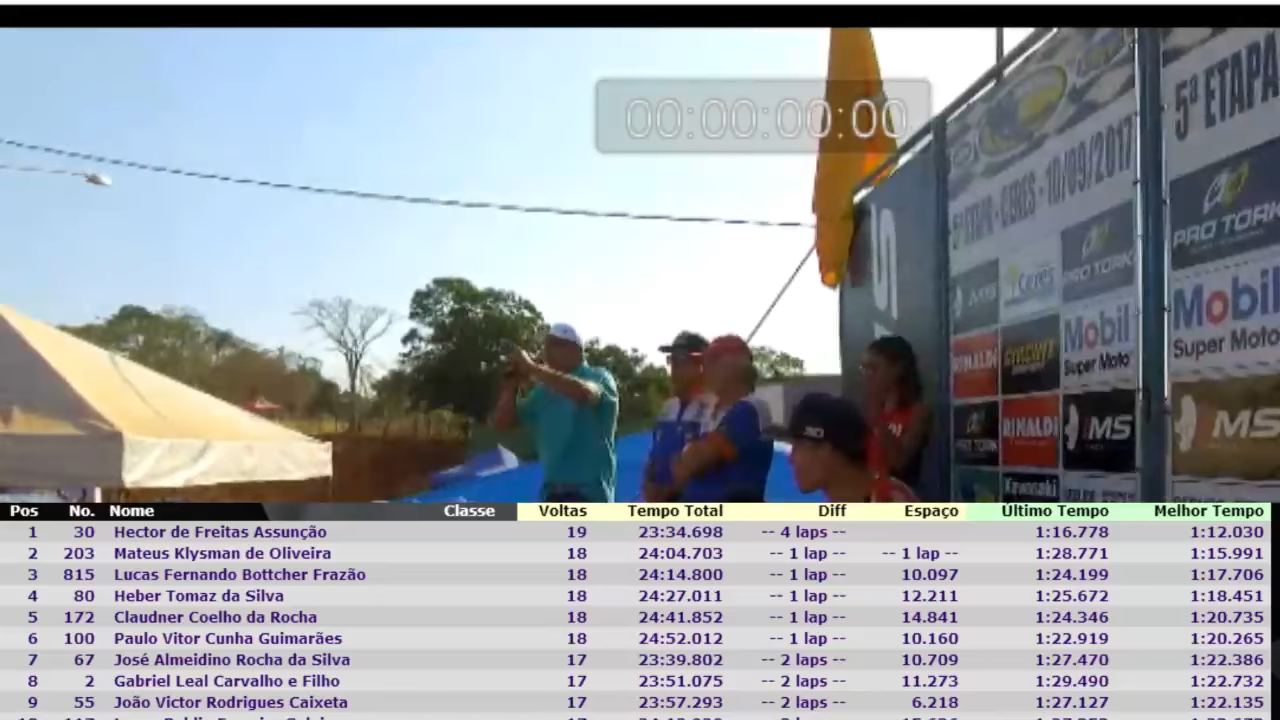 00:00:00:00
5ª ETAPA
5ª ETAPA - CERES - 10/09/2017
PRO TORK
Ceres
PRO TORK
Mobil
Super Moto
Mobil
Super Moto
RINALDI
PRO TORK
RINALDI
IMS
IMS
Kawasaki
Pos No. Nome Classe Voltas Tempo Total Diff Espaço Último Tempo Melhor Tempo
1 30 Hector de Freitas Assunção 19 23:34.698 -- 4 laps -- 1:16.778 1:12.030
2 203 Mateus Klysman de Oliveira 18 24:04.703 -- 1 lap -- -- 1 lap -- 1:28.771 1:15.991
3 815 Lucas Fernando Bottcher Frazão 18 24:14.800 -- 1 lap -- 10.097 1:24.199 1:17.706
4 80 Heber Tomaz da Silva 18 24:27.011 -- 1 lap -- 12.211 1:25.672 1:18.451
5 172 Claudner Coelho da Rocha 18 24:41.852 -- 1 lap -- 14.841 1:24.346 1:20.735
6 100 Paulo Vitor Cunha Guimarães 18 24:52.012 -- 1 lap -- 10.160 1:22.919 1:20.265
7 67 José Almeidino Rocha da Silva 17 23:39.802 -- 2 laps -- 10.709 1:27.470 1:22.386
8 2 Gabriel Leal Carvalho e Filho 17 23:51.075 -- 2 laps -- 11.273 1:29.490 1:22.732
9 55 João Victor Rodrigues Caixeta 17 23:57.293 -- 2 laps -- 6.218 1:27.127 1:22.135